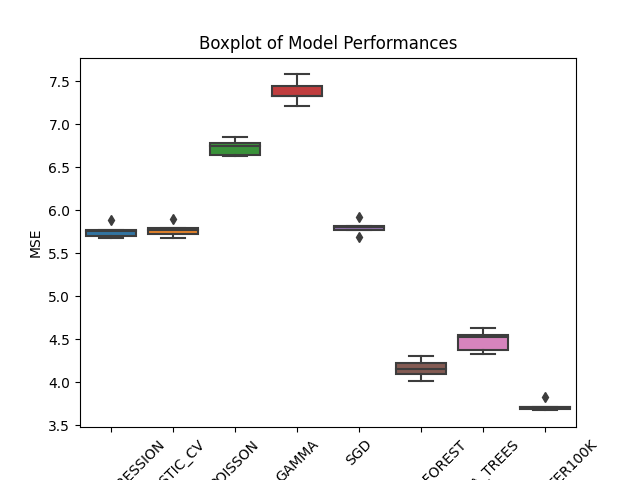 Boxplot of Model Performances
MSE
7.5
7.0
6.5
6.0
5.5
5.0
4.5
4.0
3.5
RESSION
STIC_CV
OISSON
GAMMA
SGD
FOREST
_TREES
ER100K